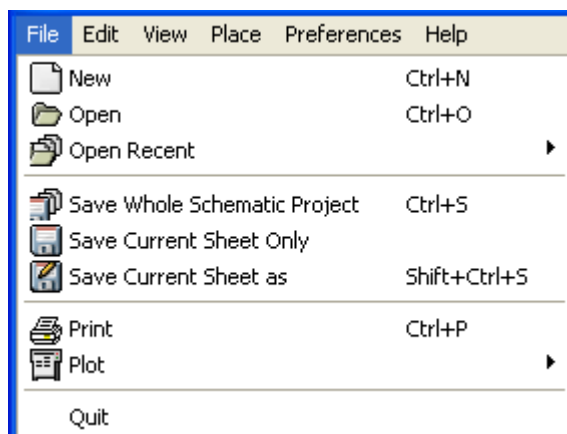 File Edit View Place Preferences Help
New Ctrl+N
Open Ctrl+O
Open Recent
Save Whole Schematic Project Ctrl+S
Save Current Sheet Only
Save Current Sheet as Shift+Ctrl+S
Print Ctrl+P
Plot
Quit